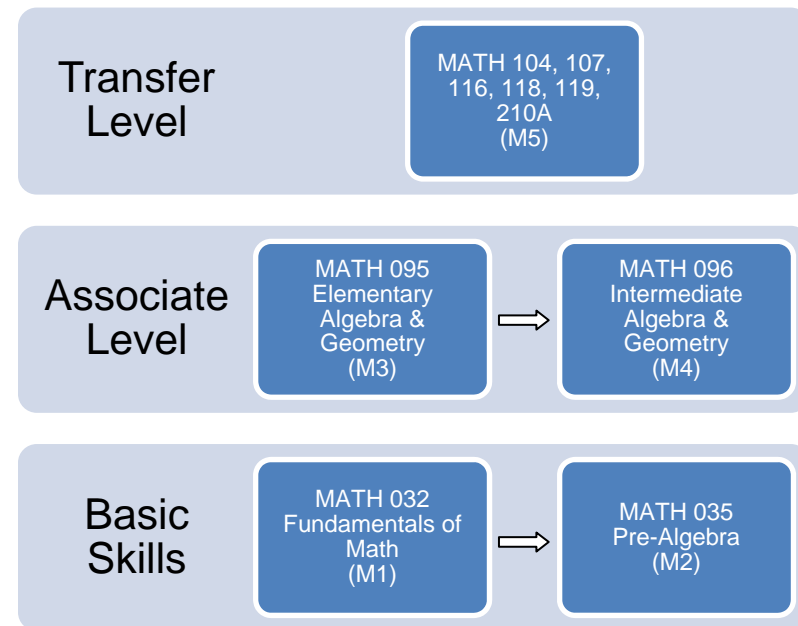 Transfer
Level
MATH 104, 107,
116, 118, 119,
210A
(M5)
Associate
Level
MATH 095
Elementary
Algebra &
Geometry
(M3)
MATH 096
Intermediate
Algebra &
Geometry
(M4)
Basic
Skills
MATH 032
Fundamentals of
Math
(M1)
MATH 035
Pre-Algebra
(M2)